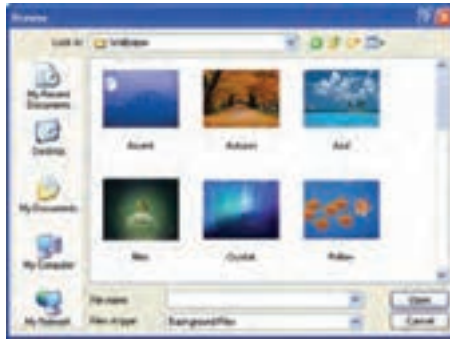 Browse
Look in: Wallpaper
My Recent
Documents
Desktop
My Documents
My Computer
My Network
Ascent
Autumn
Azul
Bliss
Crystal
Follow
File name:
Files of type: Background Files
Open
Cancel